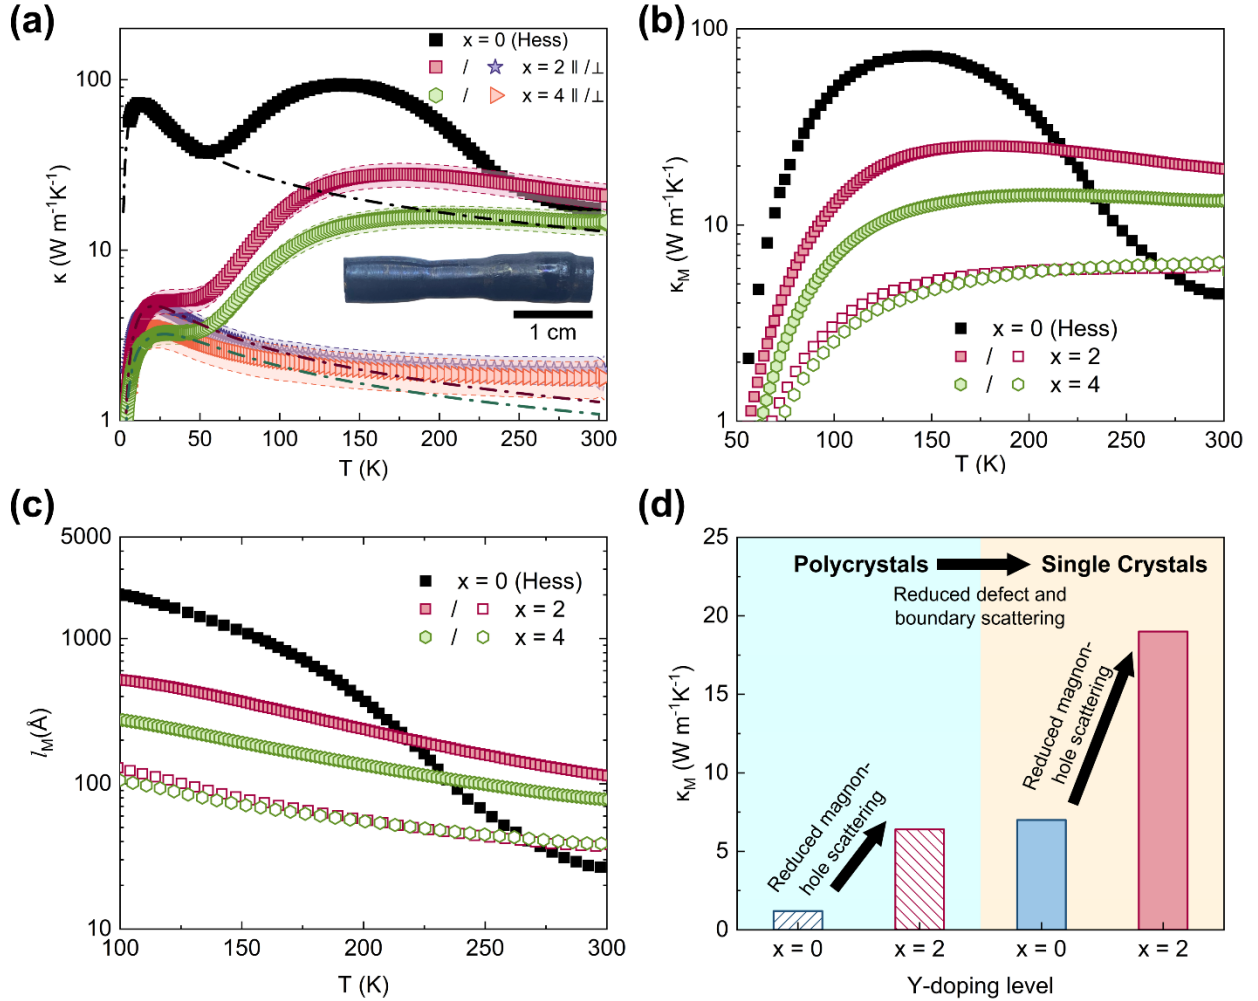 (a)
κ (W m⁻¹K⁻¹)
100
10
1
x = 0 (Hess)
/ x = 2 ∥ /⊥
/ x = 4 ∥ /⊥
1 cm
0 50 100 150 200 250 300
T (K)
(b)
κM (W m⁻¹K⁻¹)
100
10
1
x = 0 (Hess)
/ x = 2
/ x = 4
50 100 150 200 250 300
T (K)
(c)
lM(Å)
5000
1000
100
10
x = 0 (Hess)
/ x = 2
/ x = 4
100 150 200 250 300
T (K)
(d)
κM (W m⁻¹K⁻¹)
25
20
15
10
5
0
Polycrystals Single Crystals
Reduced defect and
boundary scattering
Reduced magnon-
hole scattering
Reduced magnon-
hole scattering
x = 0 x = 2 x = 0 x = 2
Y-doping level